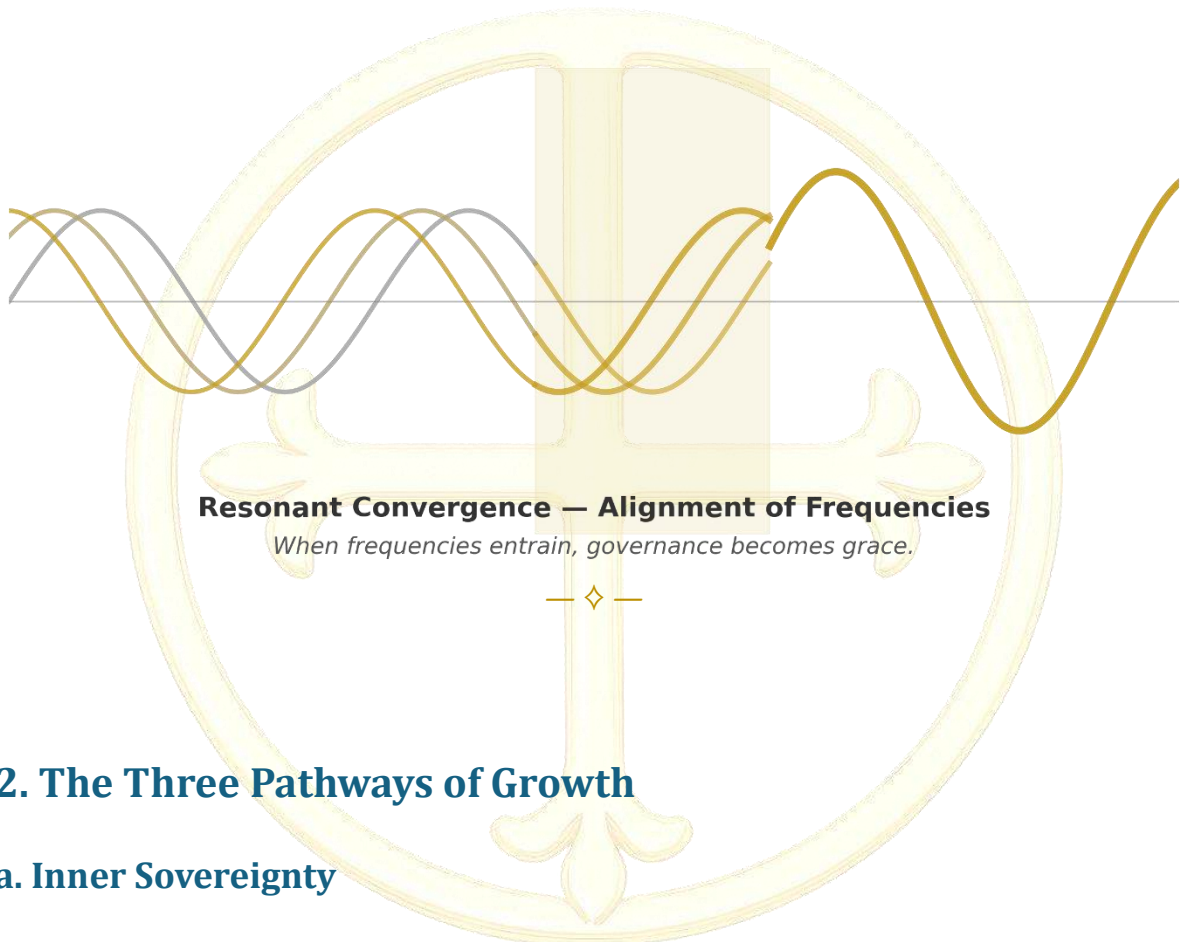 Resonant Convergence — Alignment of Frequencies
When frequencies entrain, governance becomes grace.
— ✧ —
2. The Three Pathways of Growth
a. Inner Sovereignty